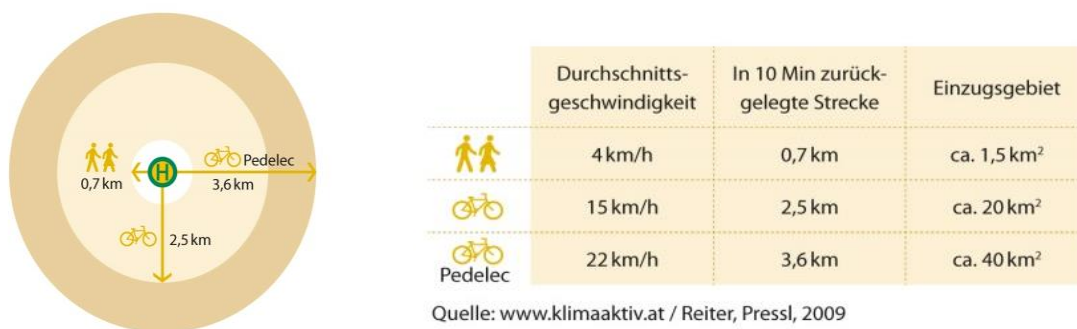 H
Pedelec
0,7 km
3,6 km
2,5 km
Durchschnitts-
geschwindigkeit
In 10 Min zurück-
gelegte Strecke
Einzugsgebiet
4 km/h
0,7 km
ca. 1,5 km²
15 km/h
2,5 km
ca. 20 km²
Pedelec
22 km/h
3,6 km
ca. 40 km²
Quelle: www.klimaaktiv.at / Reiter, Pressl, 2009